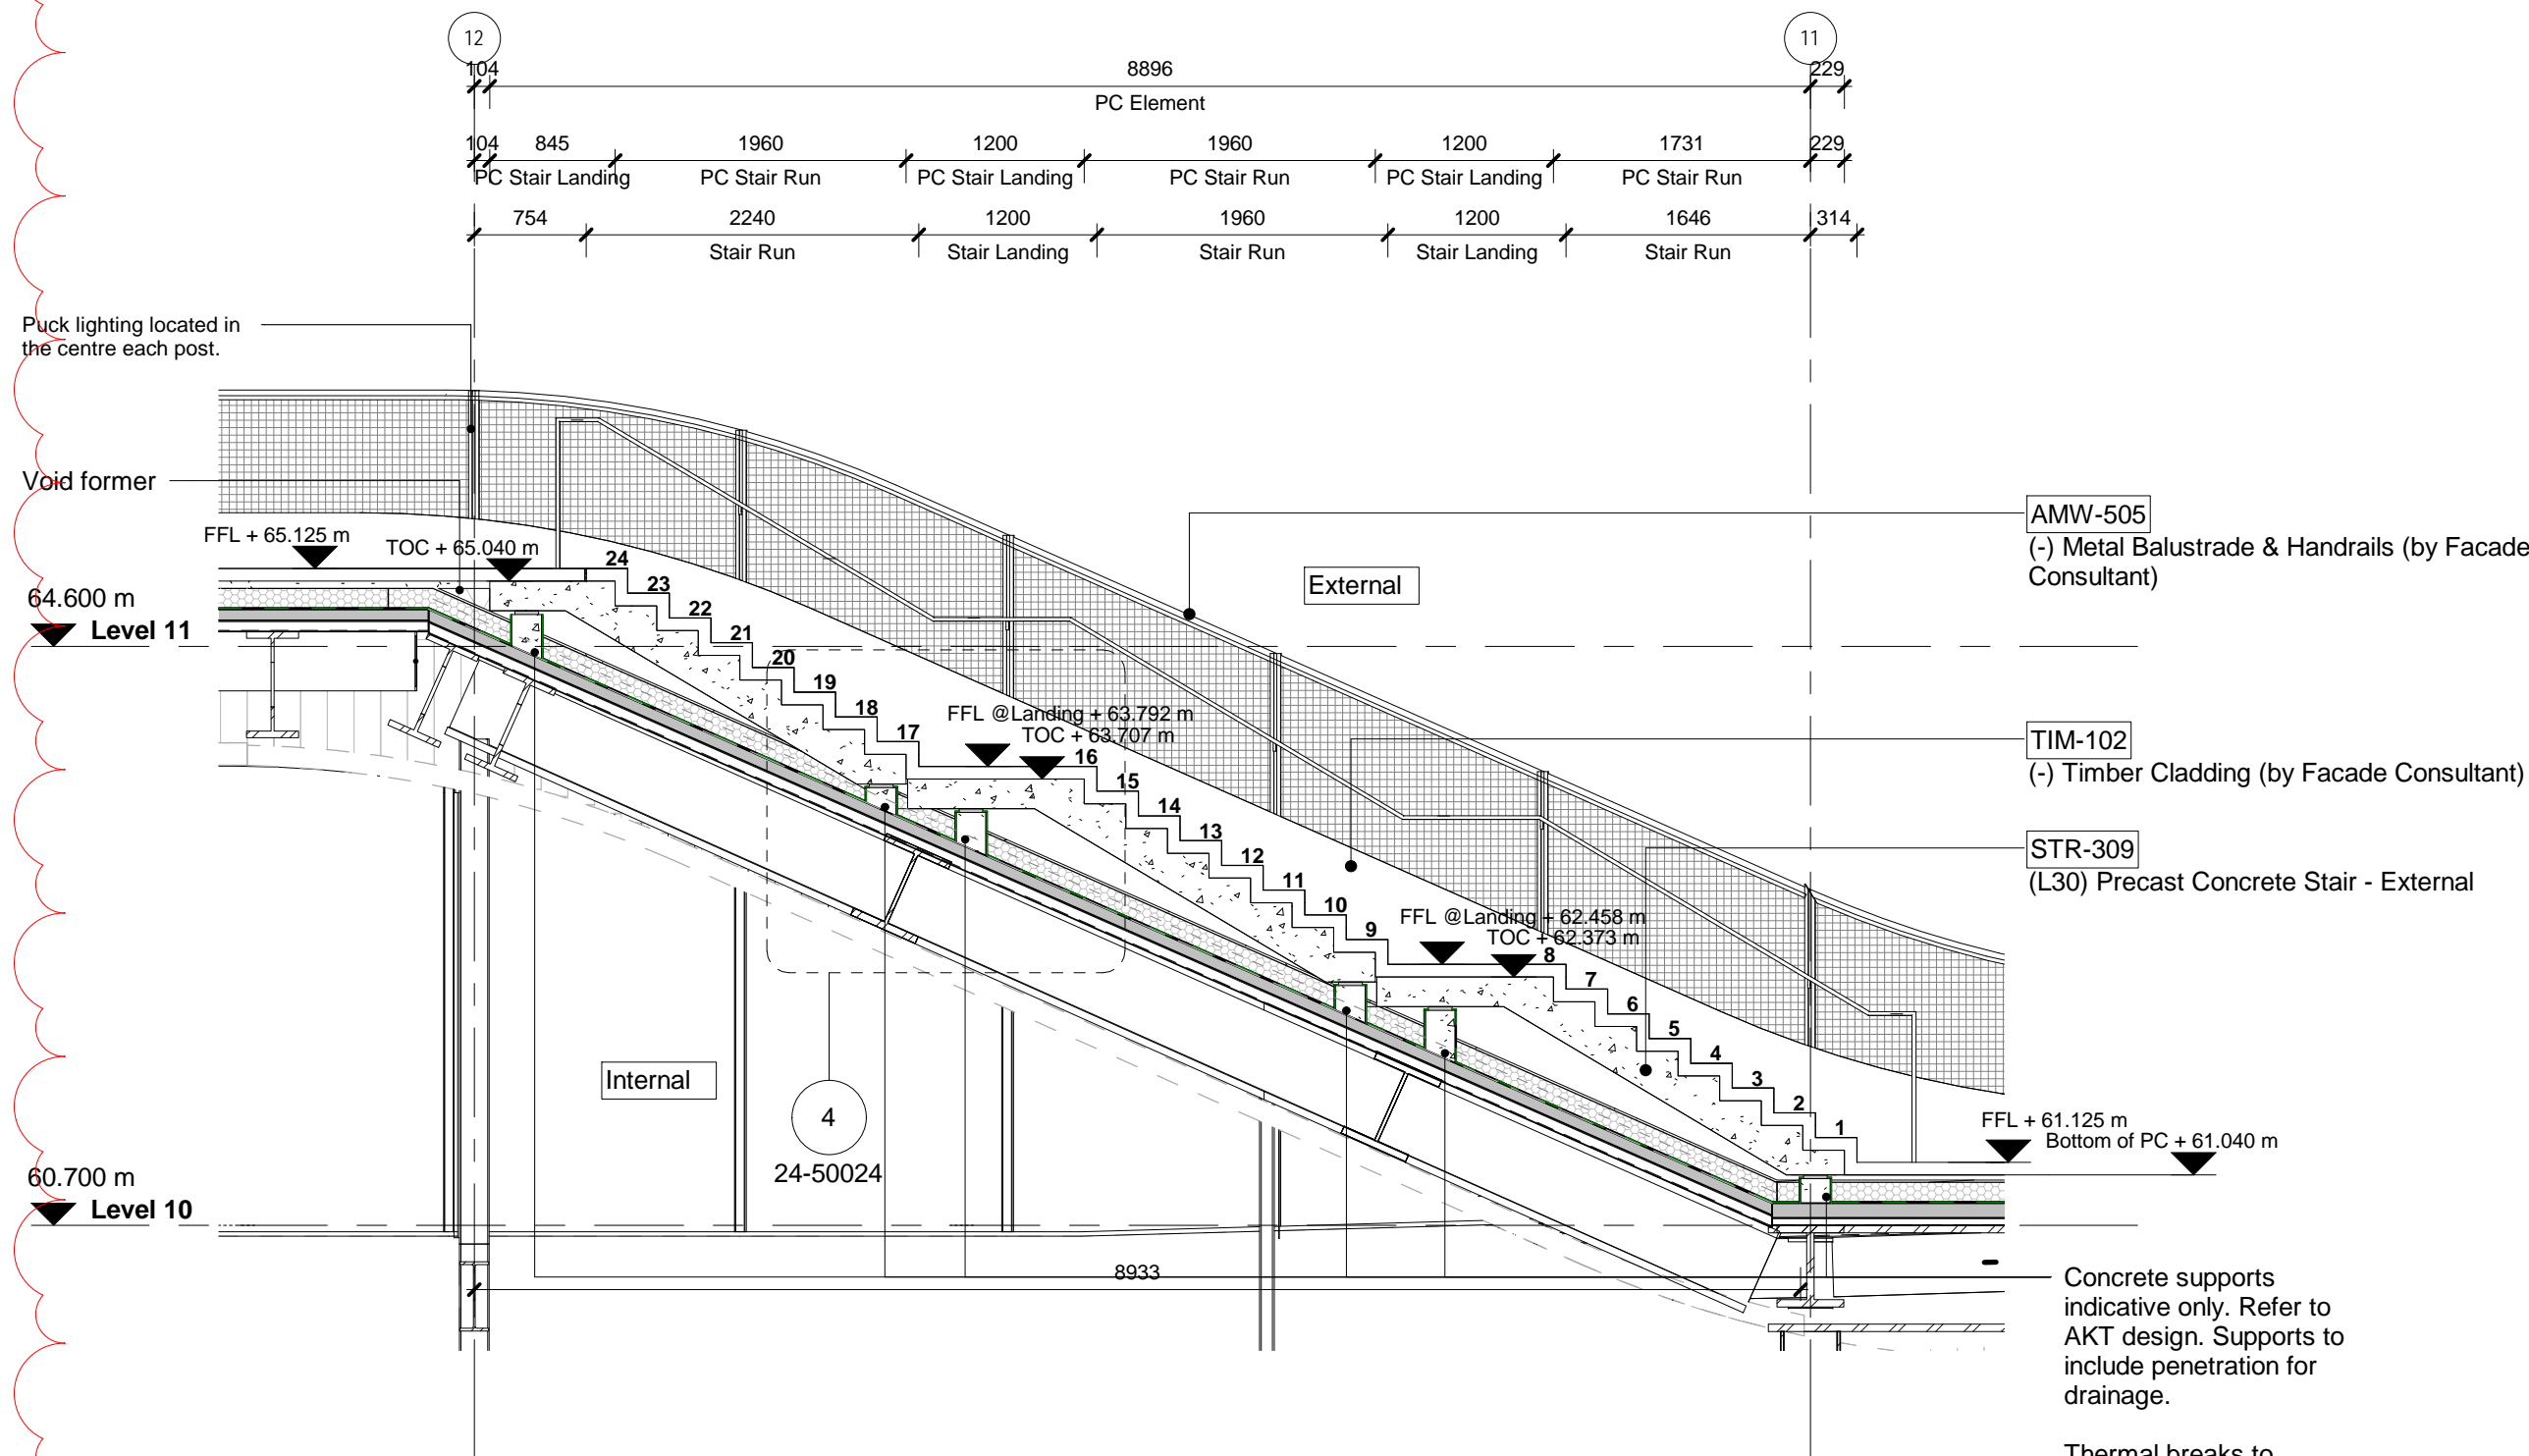 12
11
104
8896
229
PC Element
104
845
1960
1200
1960
1200
1731
229
PC Stair Landing
PC Stair Run
PC Stair Landing
PC Stair Run
PC Stair Landing
PC Stair Run
754
2240
1200
1960
1200
1646
314
Stair Run
Stair Landing
Stair Run
Stair Landing
Stair Run
Puck lighting located in
the centre each post.
Void former
FFL + 65.125 m
TOC + 65.040 m
64.600 m
Level 11
24
23
22
21
20
19
18
17
FFL @Landing + 63.792 m
TOC + 63.707 m
16
15
14
13
12
11
10
9
FFL @Landing + 62.458 m
TOC + 62.373 m
8
7
6
5
4
3
2
1
External
AMW-505
(-) Metal Balustrade & Handrails (by Facade
Consultant)
TIM-102
(-) Timber Cladding (by Facade Consultant)
STR-309
(L30) Precast Concrete Stair - External
Internal
4
24-50024
FFL + 61.125 m
Bottom of PC + 61.040 m
60.700 m
Level 10
8933
Concrete supports
indicative only. Refer to
AKT design. Supports to
include penetration for
drainage.
Thermal breaks to